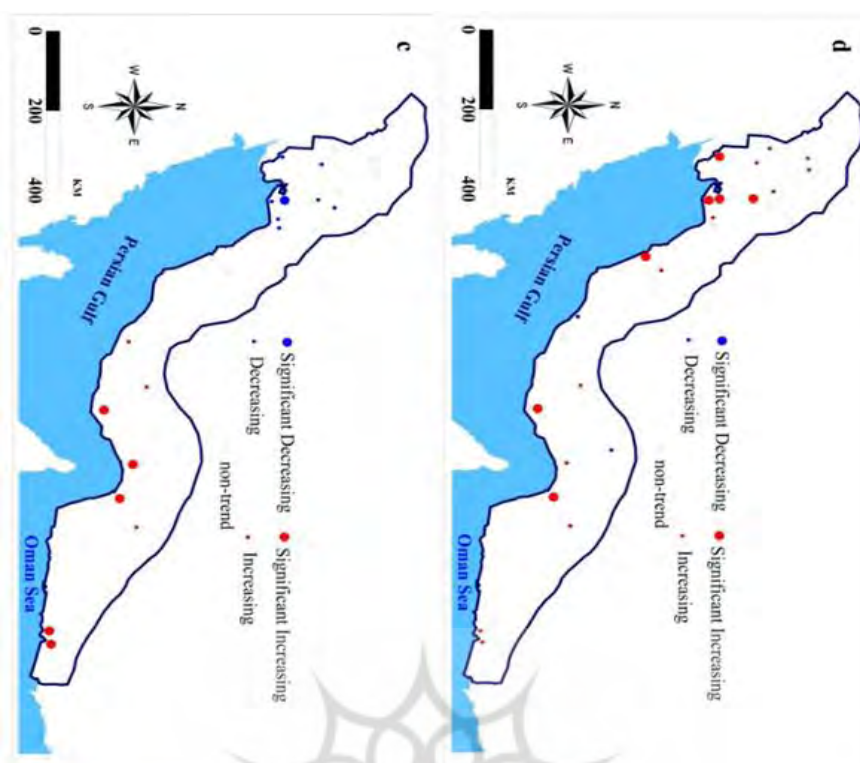 d
Significant Decreasing
Significant Increasing
Decreasing
Increasing
non-trend
N
W
E
S
Persian Gulf
KM
0 200 400
Oman Sea
c
Significant Decreasing
Significant Increasing
Decreasing
Increasing
non-trend
N
W
E
S
Persian Gulf
KM
0 200 400
Oman Sea